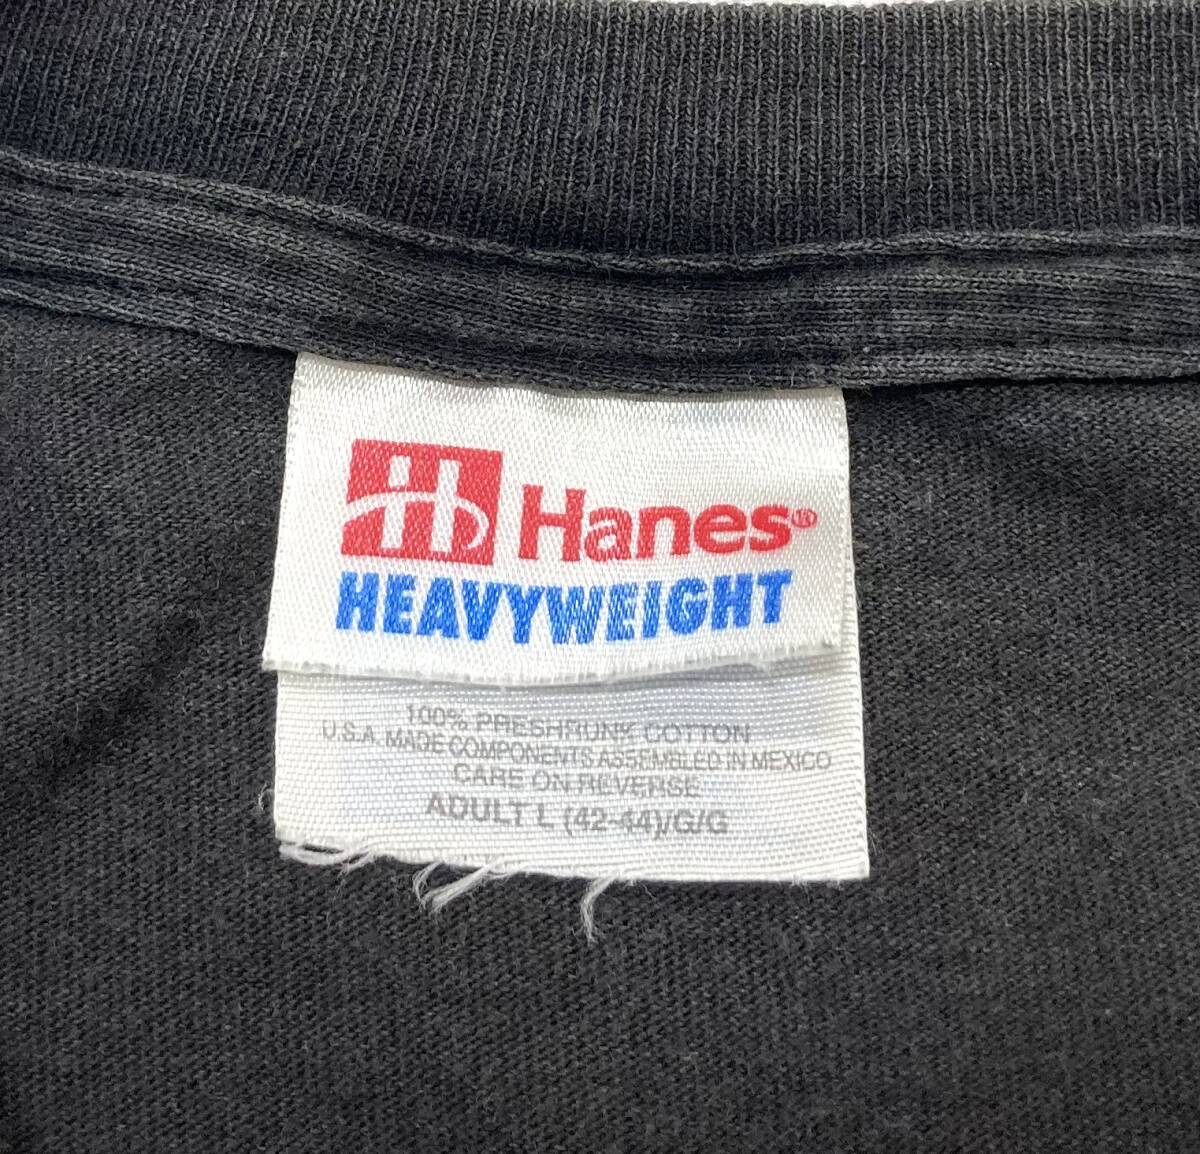 Hanes®
HEAVYWEIGHT
100% PRESHRUNK COTTON
U.S.A. MADE COMPONENTS ASSEMBLED IN MEXICO
CARE ON REVERSE
ADULT L (42-44)/G/G